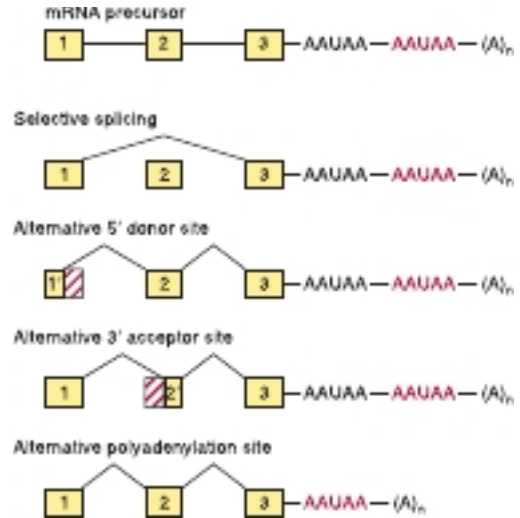 mRNA precursor
1 2 3 AAUAA AAUAA (A)n
Selective splicing
1 2 3 AAUAA AAUAA (A)n
Alternative 5' donor site
1' 2 3 AAUAA AAUAA (A)n
Alternative 3' acceptor site
1 2' 3 AAUAA AAUAA (A)n
Alternative polyadenylation site
1 2 3 AAUAA (A)n